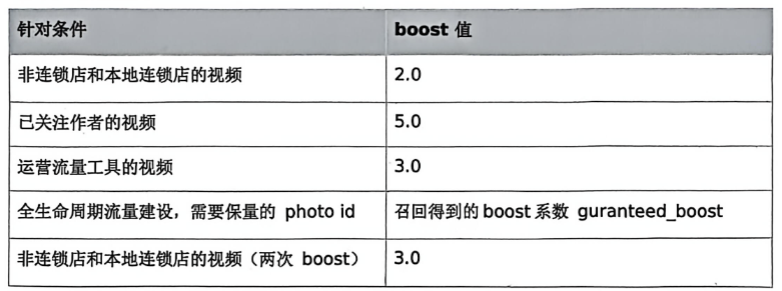 针对条件 boost 值
非连锁店和本地连锁店的视频 2.0
已关注作者的视频 5.0
运营流量工具的视频 3.0
全生命周期流量建设，需要保量的 photo id 召回得到的 boost 系数 guranteed_boost
非连锁店和本地连锁店的视频（两次 boost） 3.0